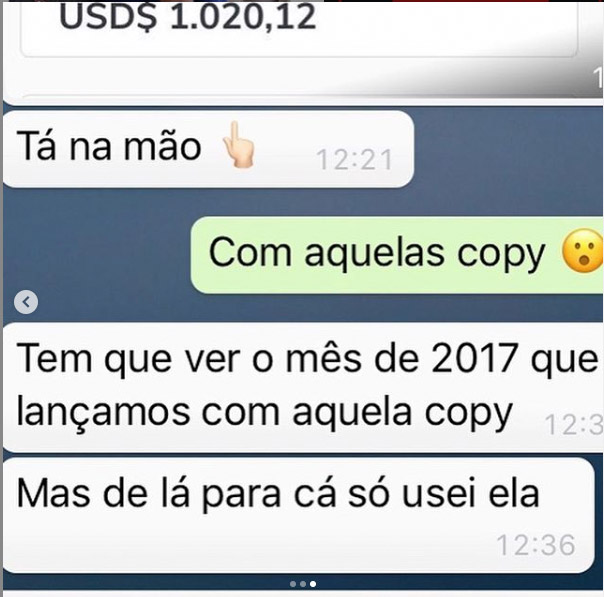 USD$ 1.020,12
1
Tá na mão 👆🏻 12:21
Com aquelas copy 😮
Tem que ver o mês de 2017 que
lançamos com aquela copy 12:3
Mas de lá para cá só usei ela
12:36